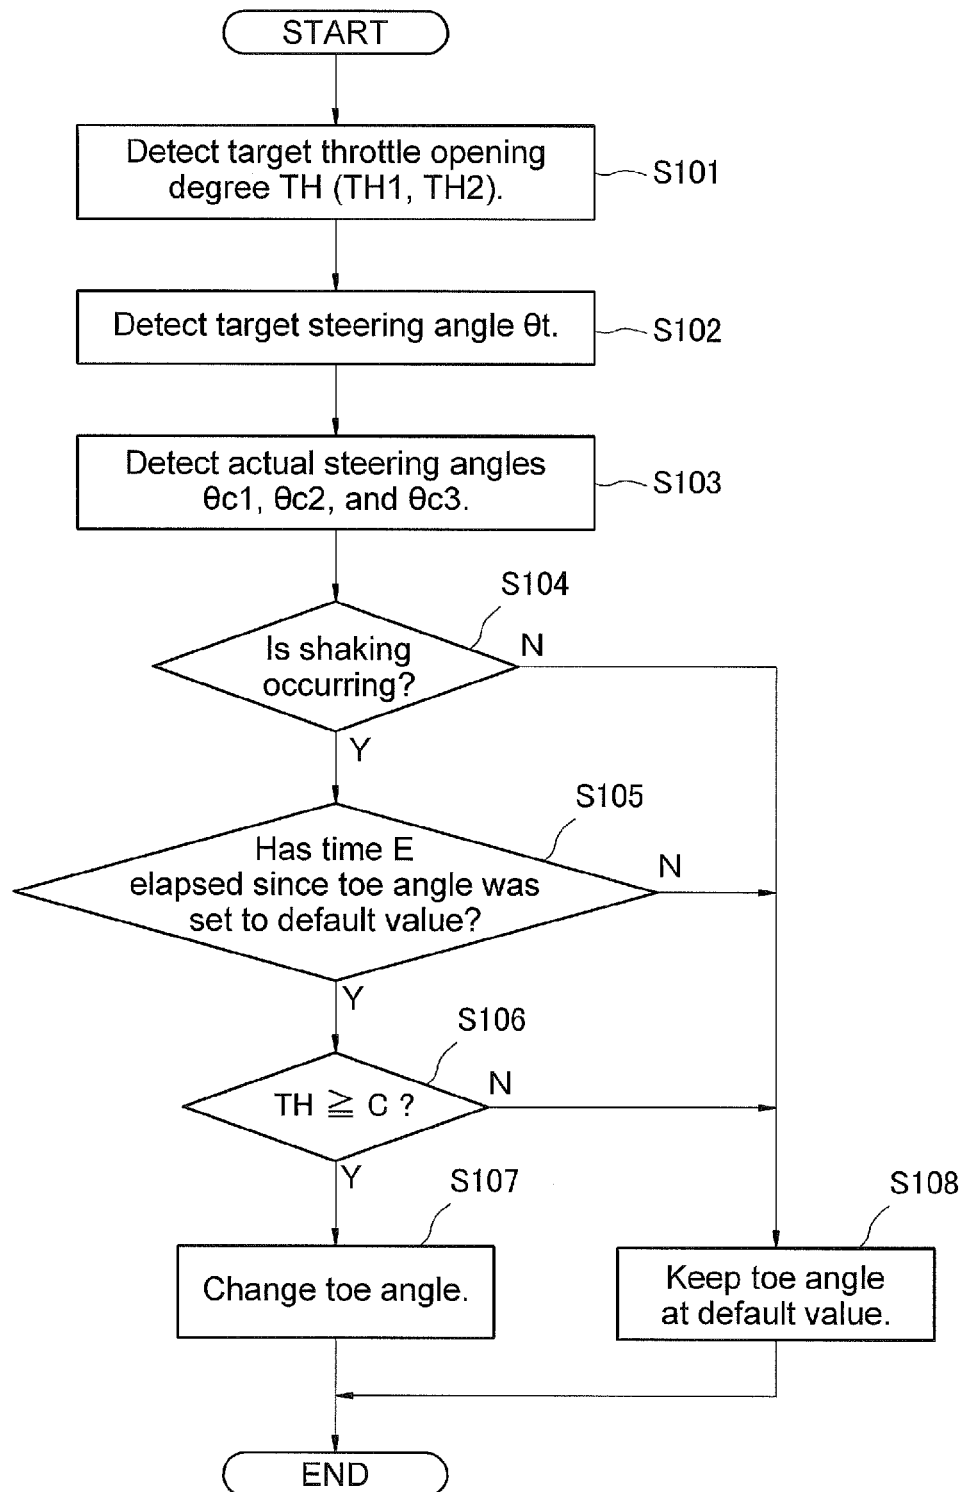 START
Detect target throttle opening
degree TH (TH1, TH2).
S101
Detect target steering angle θt.
S102
Detect actual steering angles
θc1, θc2, and θc3.
S103
S104
Is shaking
occurring?
N
Y
S105
Has time E
elapsed since toe angle was
set to default value?
N
Y
S106
TH ≧ C ?
N
Y
S107
Change toe angle.
S108
Keep toe angle
at default value.
END